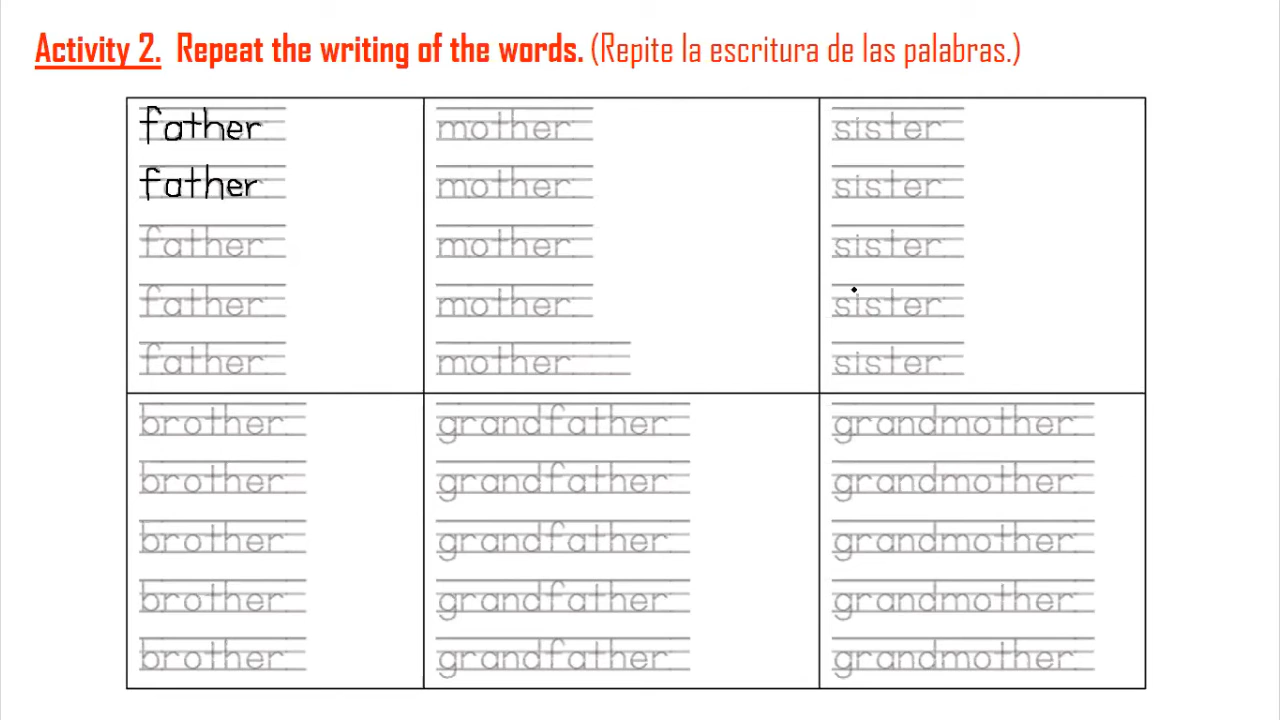 Activity 2. Repeat the writing of the words. (Repite la escritura de las palabras.)
father
father
father
father
father
mother
mother
mother
mother
mother
sister
sister
sister
sister
sister
brother
brother
brother
brother
brother
grandfather
grandfather
grandfather
grandfather
grandfather
grandmother
grandmother
grandmother
grandmother
grandmother